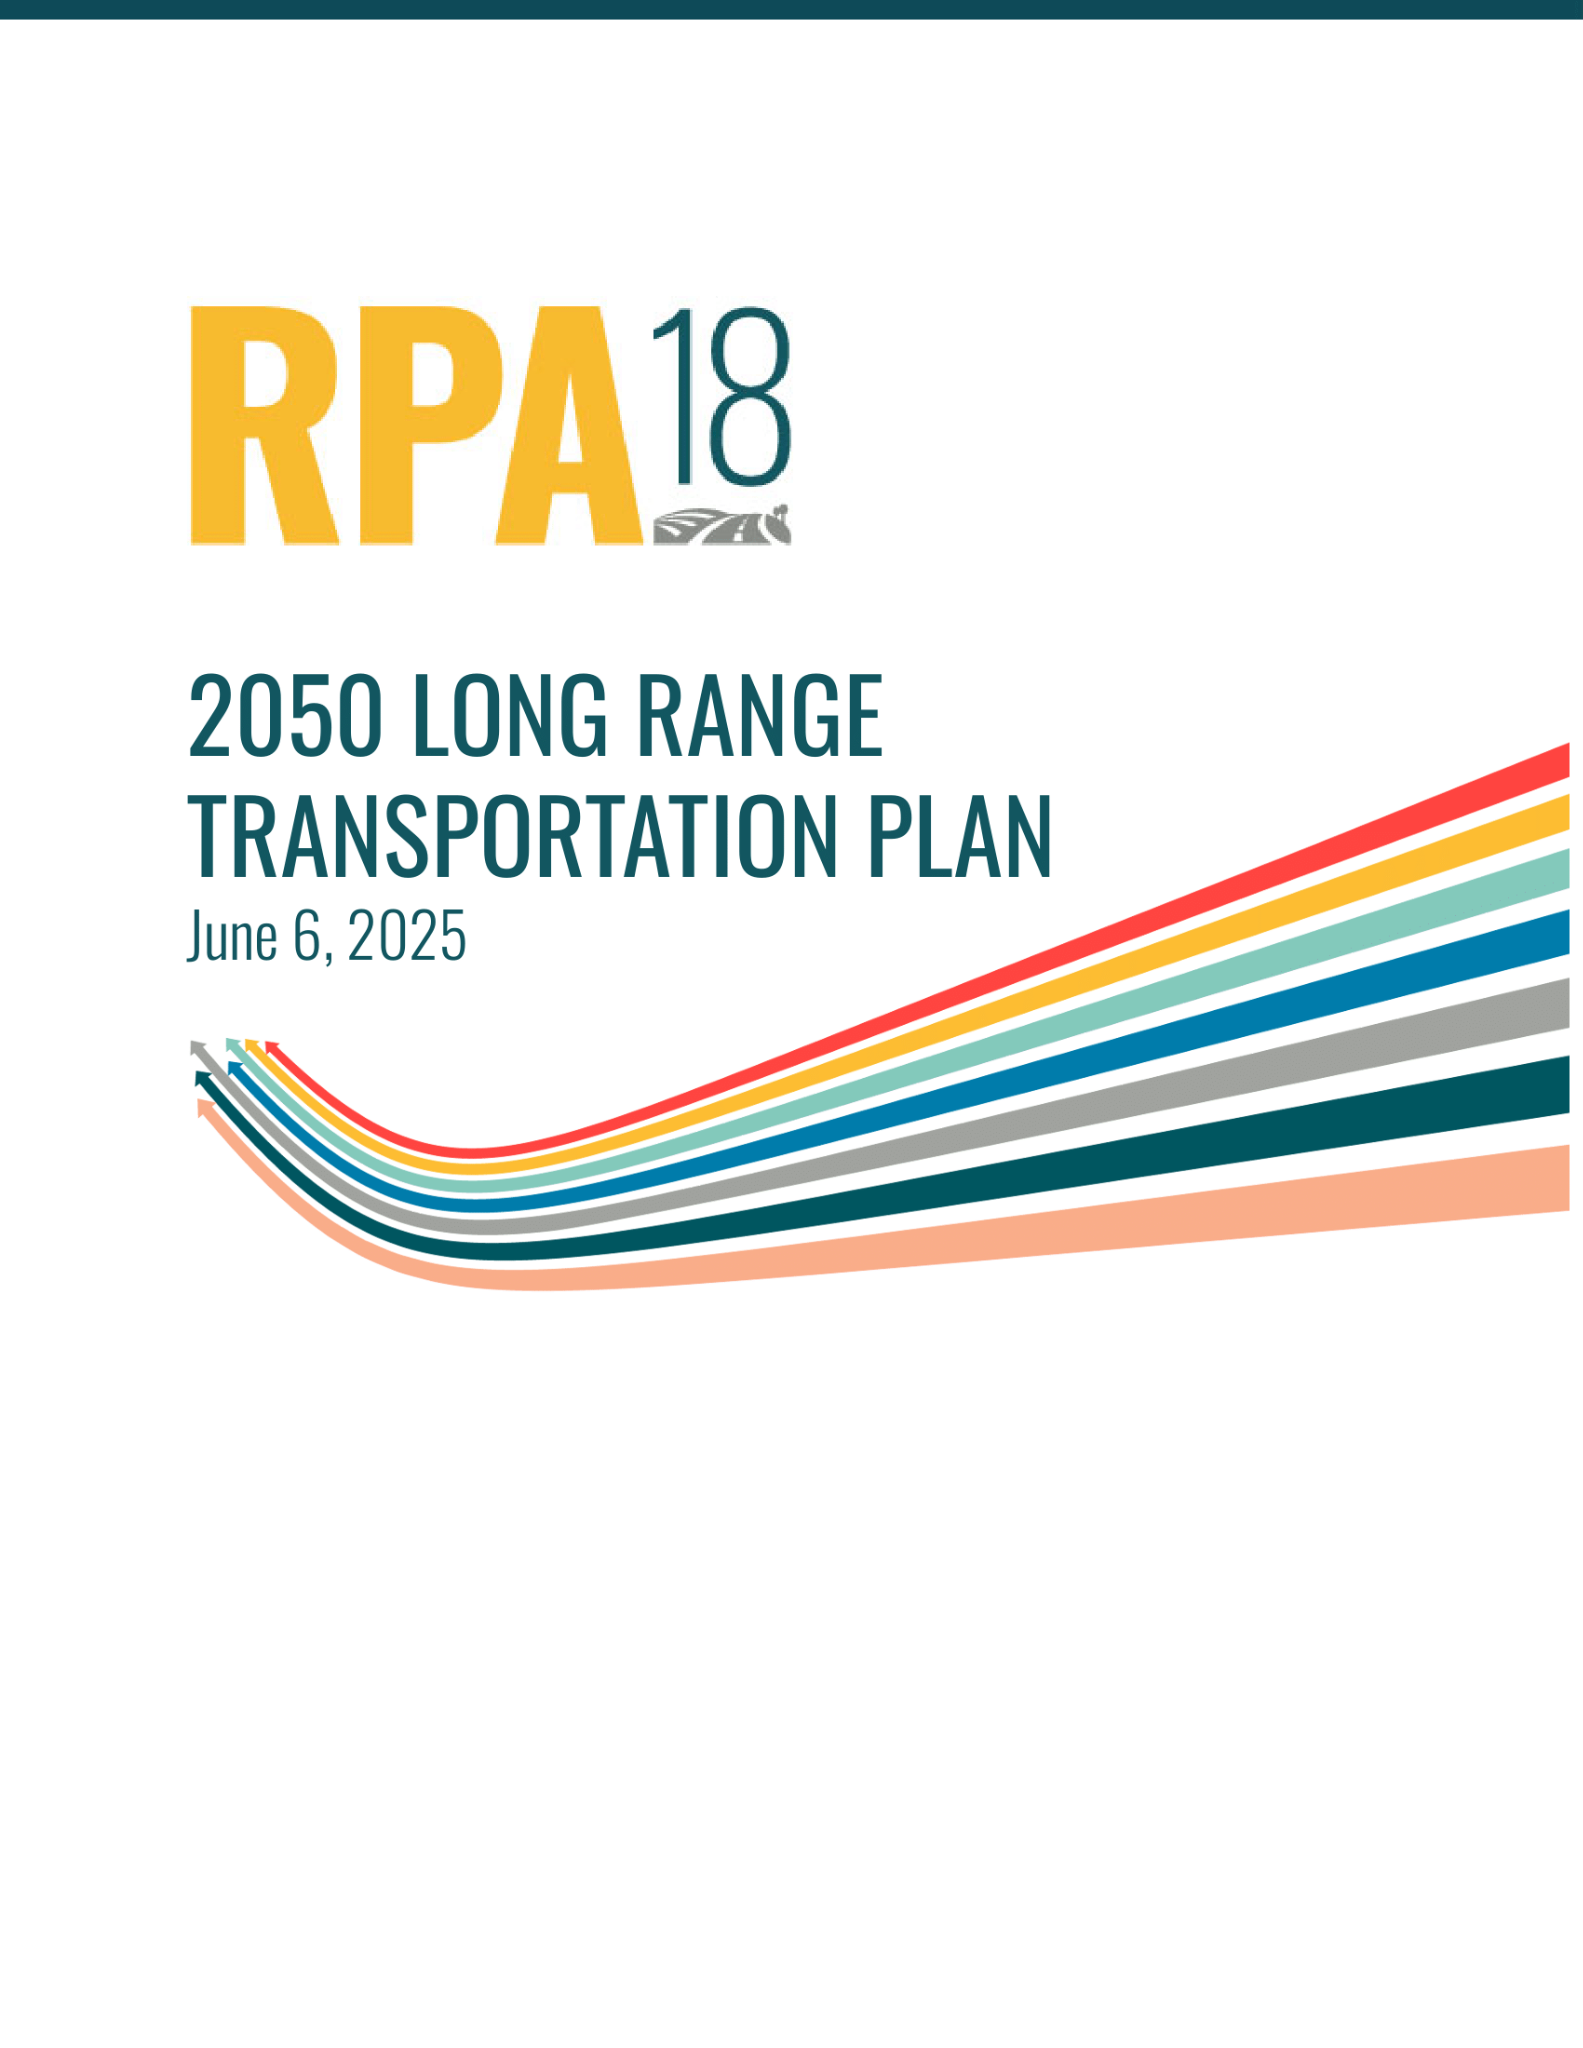 RPA18
2050 LONG RANGE
TRANSPORTATION PLAN
June 6, 2025